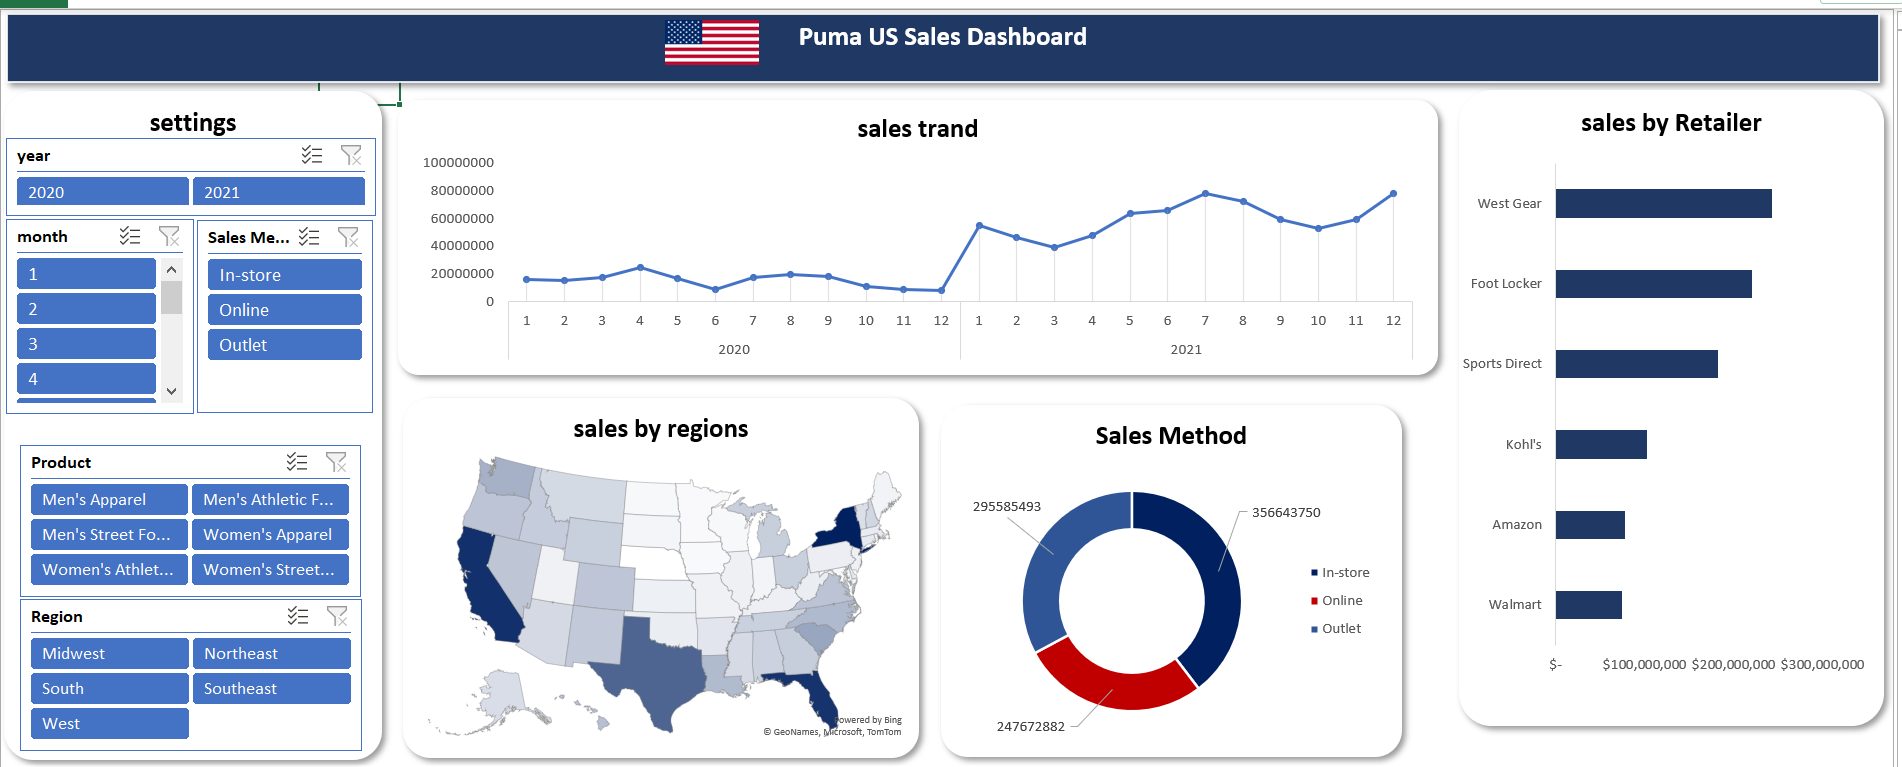 Puma US Sales Dashboard
settings
year
2020 2021
month
1
2
3
4
Sales Me...
In-store
Online
Outlet
Product
Men's Apparel Men's Athletic F...
Men's Street Fo... Women's Apparel
Women's Athlet... Women's Street...
Region
Midwest Northeast
South Southeast
West
sales trand
100000000
80000000
60000000
40000000
20000000
0
1 2 3 4 5 6 7 8 9 10 11 12 1 2 3 4 5 6 7 8 9 10 11 12
2020 2021
sales by regions
Powered by Bing
© GeoNames, Microsoft, TomTom
Sales Method
295585493
356643750
247672882
In-store
Online
Outlet
sales by Retailer
West Gear
Foot Locker
Sports Direct
Kohl's
Amazon
Walmart
$- $100,000,000 $200,000,000 $300,000,000